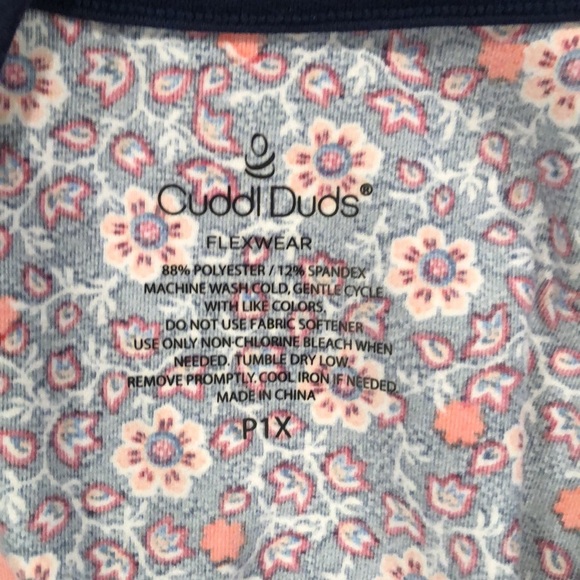 Cuddl Duds®
FLEXWEAR
88% POLYESTER / 12% SPANDEX
MACHINE WASH COLD, GENTLE CYCLE
WITH LIKE COLORS.
DO NOT USE FABRIC SOFTENER
USE ONLY NON-CHLORINE BLEACH WHEN
NEEDED. TUMBLE DRY LOW.
REMOVE PROMPTLY. COOL IRON IF NEEDED.
MADE IN CHINA
P1X